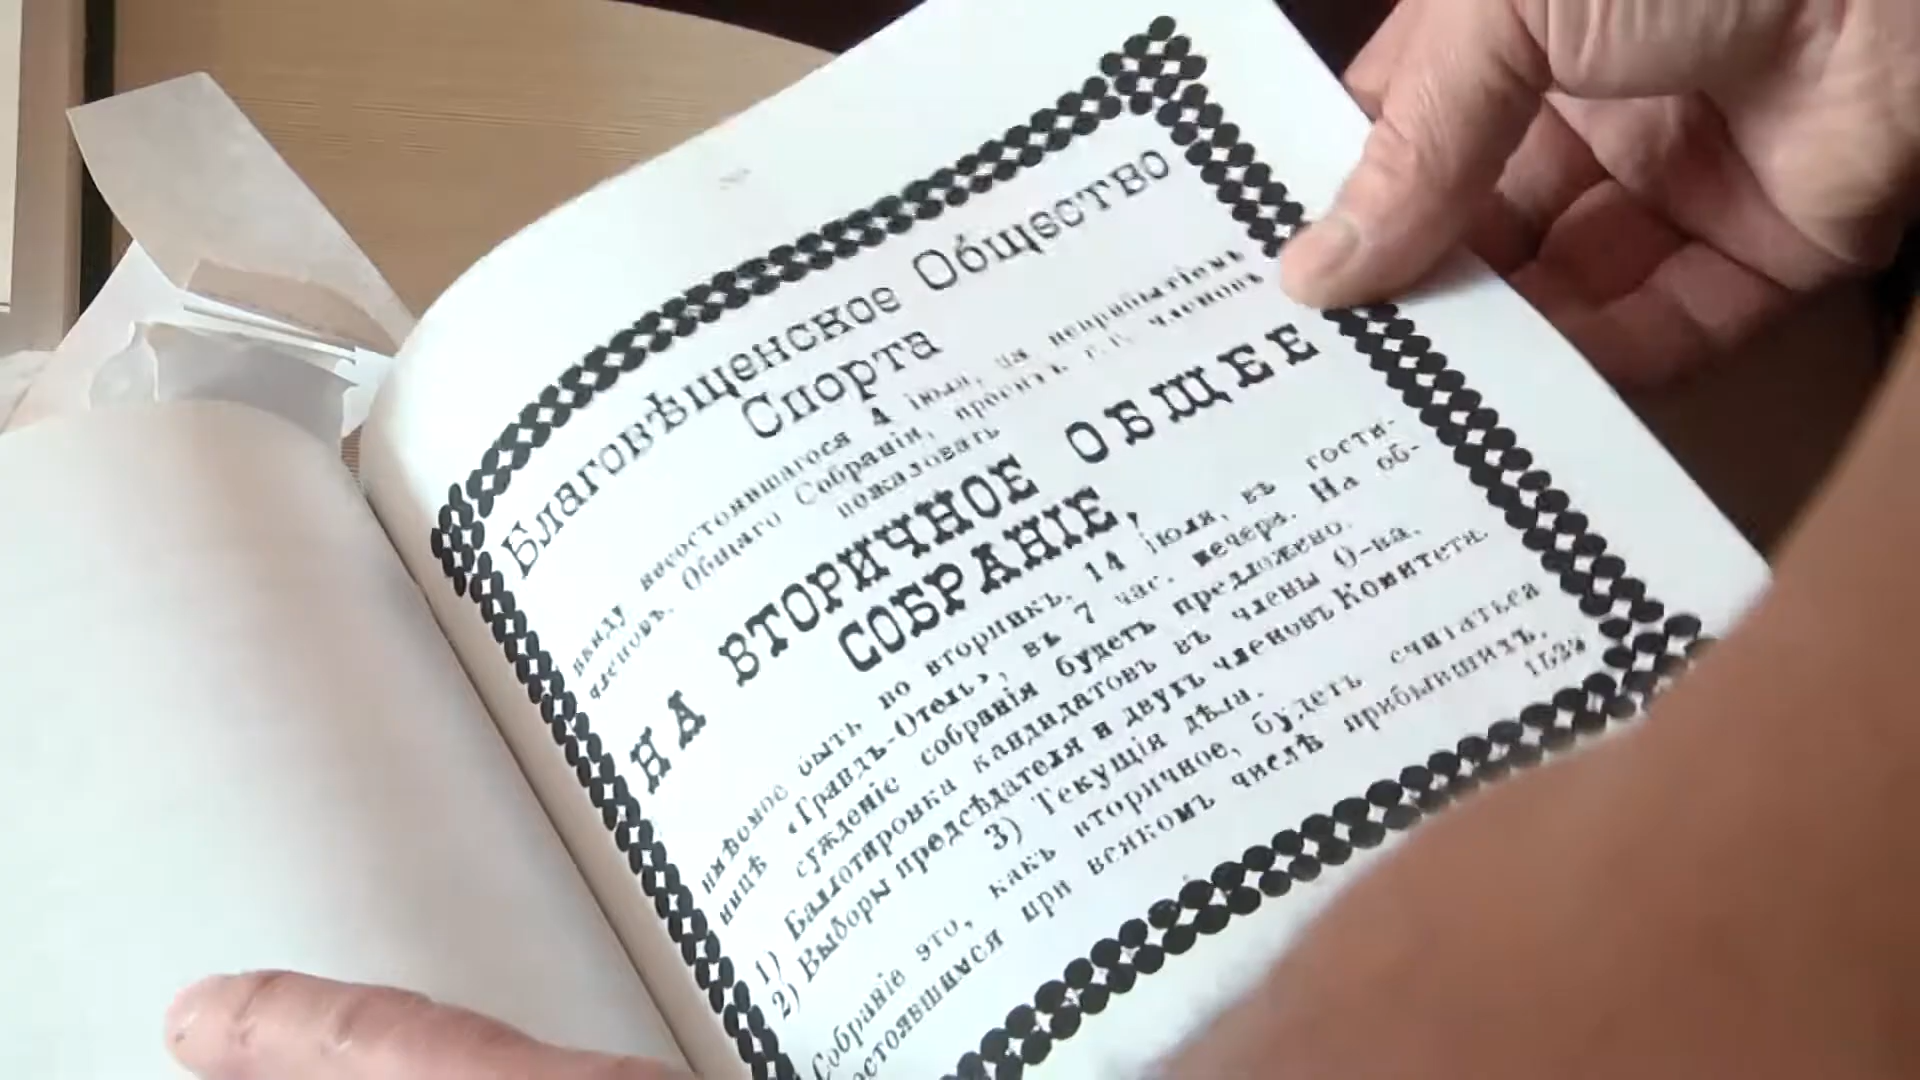 Благовѣщенское Общество
Спорта
ввиду несостоявшагося 4 іюля, за неприбытіемъ
членовъ, Общаго Собранія, проситъ г.г. членовъ
пожаловать
НА ВТОРИЧНОЕ ОБЩЕЕ
СОБРАНІЕ,
имѣющее быть во вторникъ, 14 іюля, въ гости-
ницѣ «Грандъ-Отель», въ 7 час. вечера. На об-
сужденіе собранія будетъ предложено:
1) Баллотировка кандидатовъ въ члены О-ва.
2) Выборы предсѣдателя и двухъ членовъ Комитета.
3) Текущія дѣла.
Собраніе это, какъ вторичное, будетъ считаться
состоявшимся при всякомъ числѣ прибывшихъ.